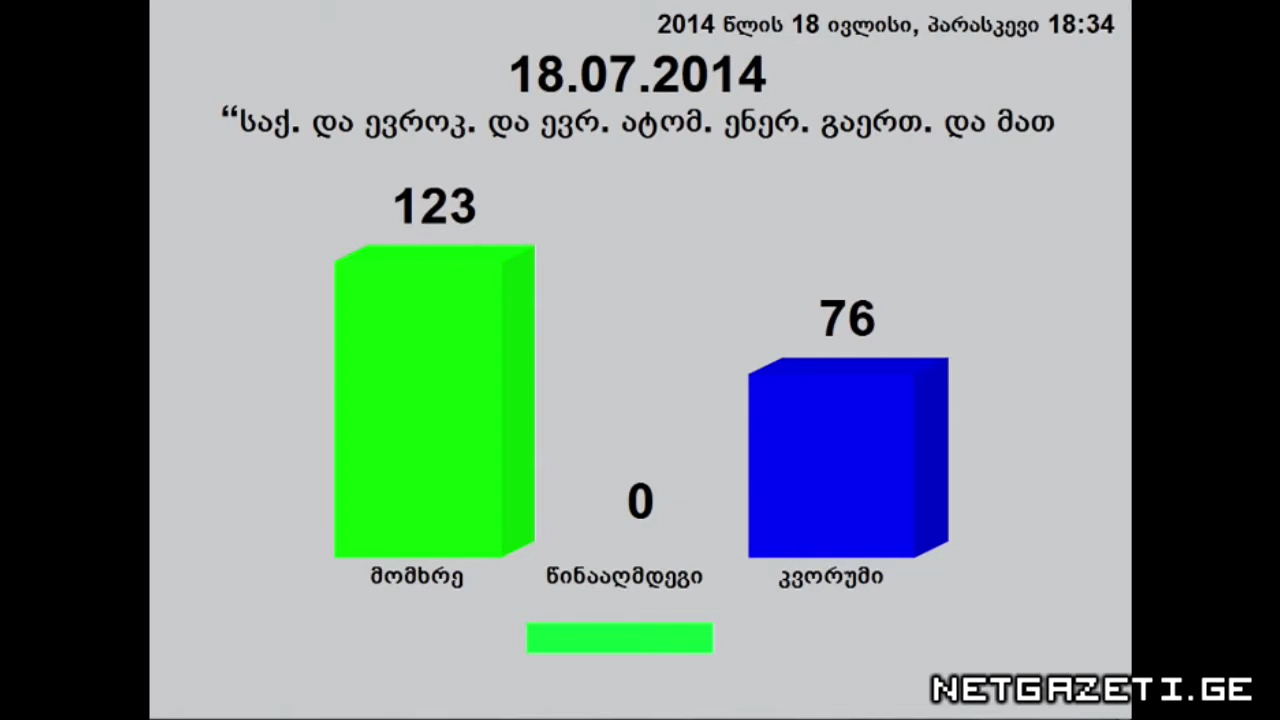 2014 წლის 18 ივლისი, პარასკევი 18:34
18.07.2014
“საქ. და ევროკ. და ევრ. ატომ. ენერ. გაერთ. და მათ
123
76
0
მომხრე წინააღმდეგი კვორუმი
NETGAZETI.GE